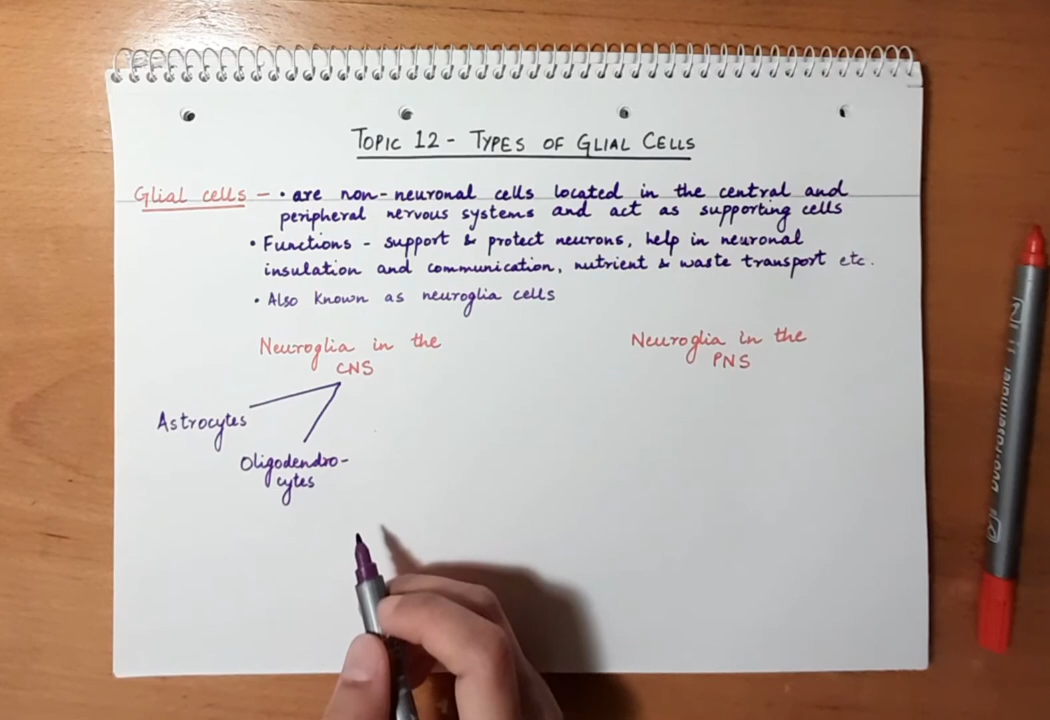 TOPIC 12 - TYPES OF GLIAL CELLS
Glial cells - • are non-neuronal cells located in the central and
peripheral nervous systems and act as supporting cells
• Functions - support & protect neurons, help in neuronal
insulation and communication, nutrient & waste transport etc.
• Also known as neuroglia cells
Neuroglia in the
CNS
Neuroglia in the
PNS
Astrocytes
Oligodendro-
cytes